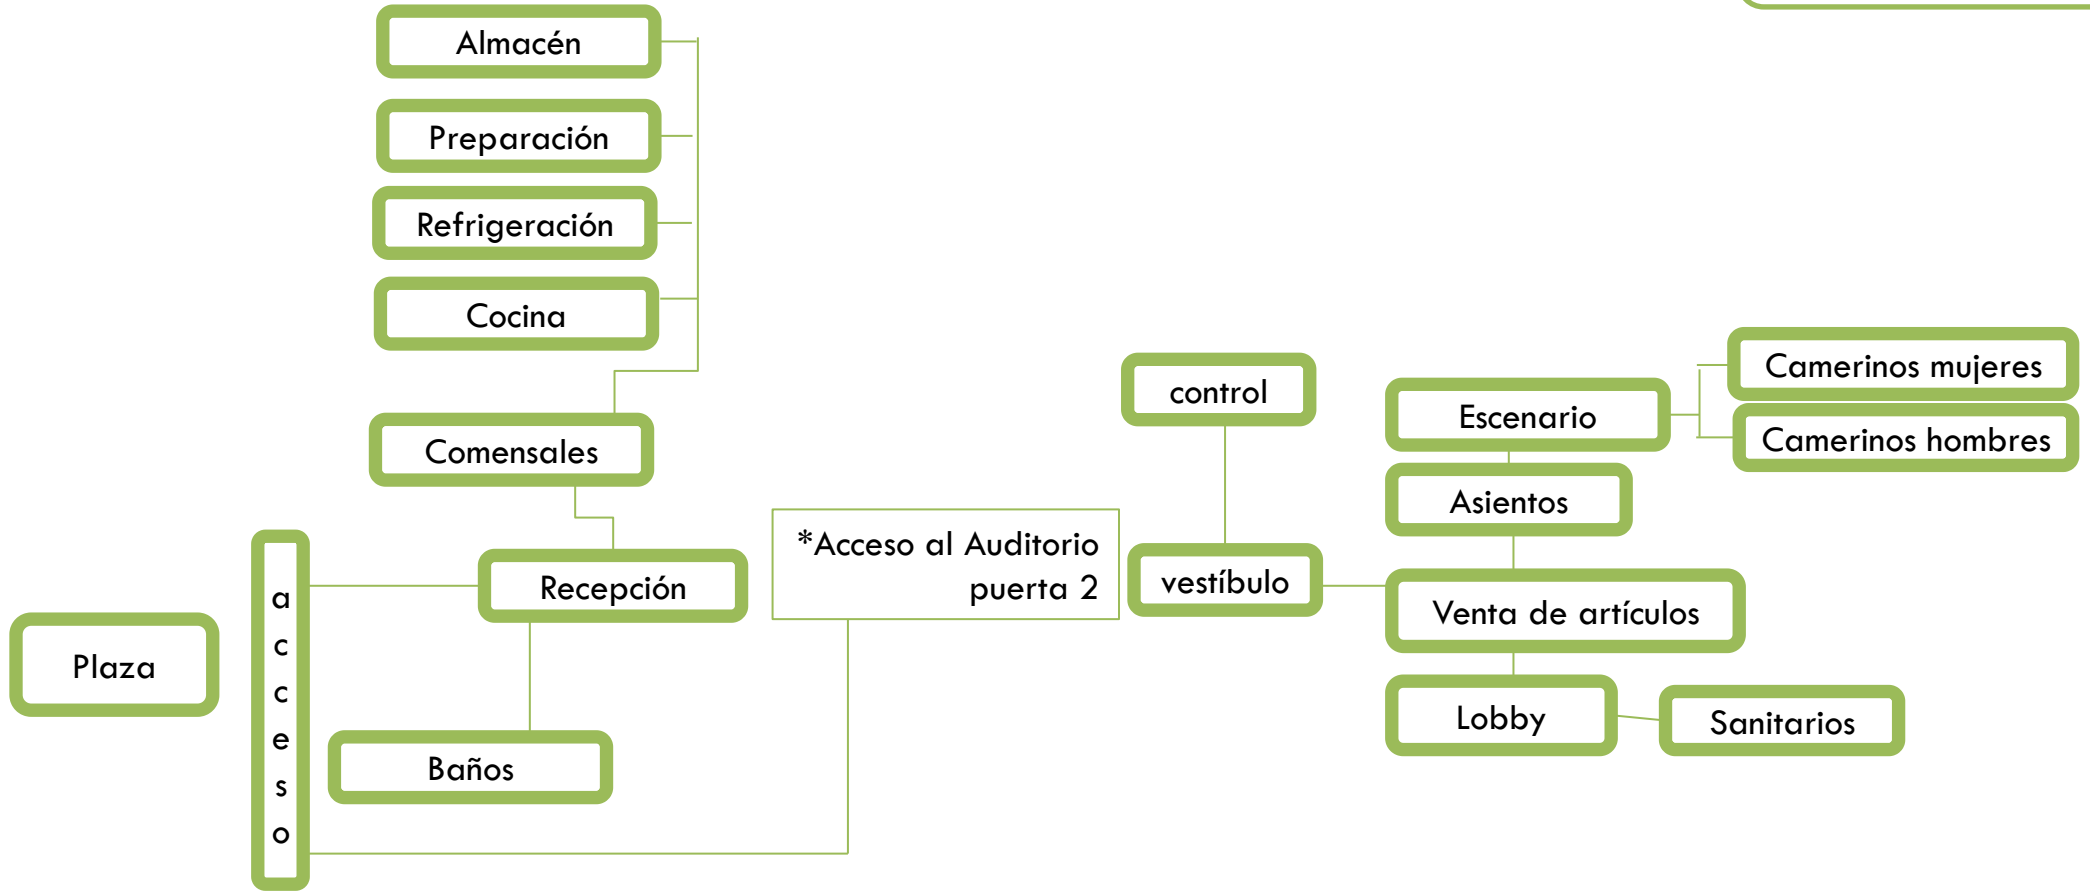 Almacén
Preparación
Refrigeración
Cocina
Comensales
Recepción
Baños
Plaza
acceso
*Acceso al Auditorio
puerta 2
control
vestíbulo
Escenario
Camerinos mujeres
Camerinos hombres
Asientos
Venta de artículos
Lobby
Sanitarios